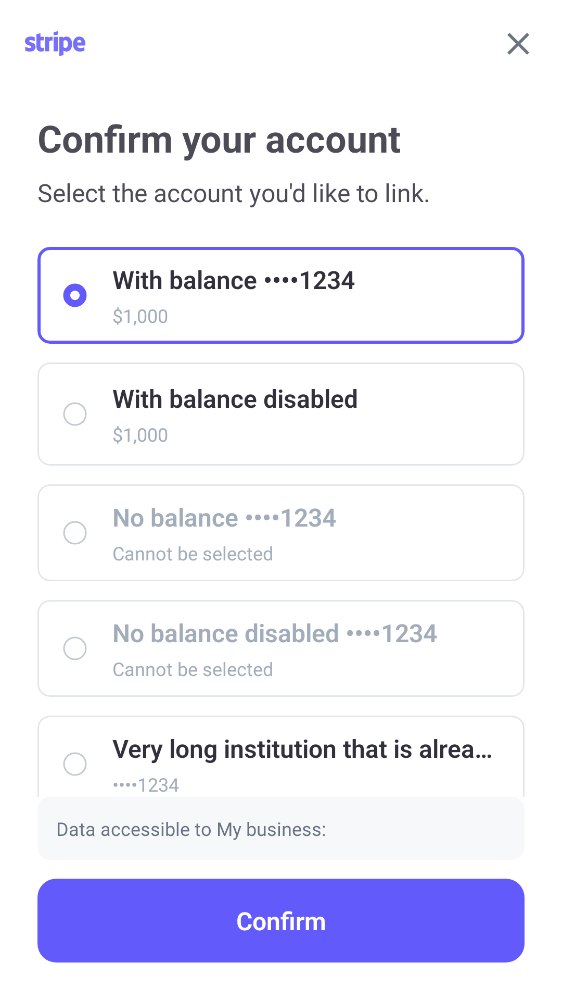 stripe
Confirm your account
Select the account you'd like to link.
With balance ••••1234
$1,000
With balance disabled
$1,000
No balance ••••1234
Cannot be selected
No balance disabled ••••1234
Cannot be selected
Very long institution that is alrea…
••••1234
Data accessible to My business:
Confirm